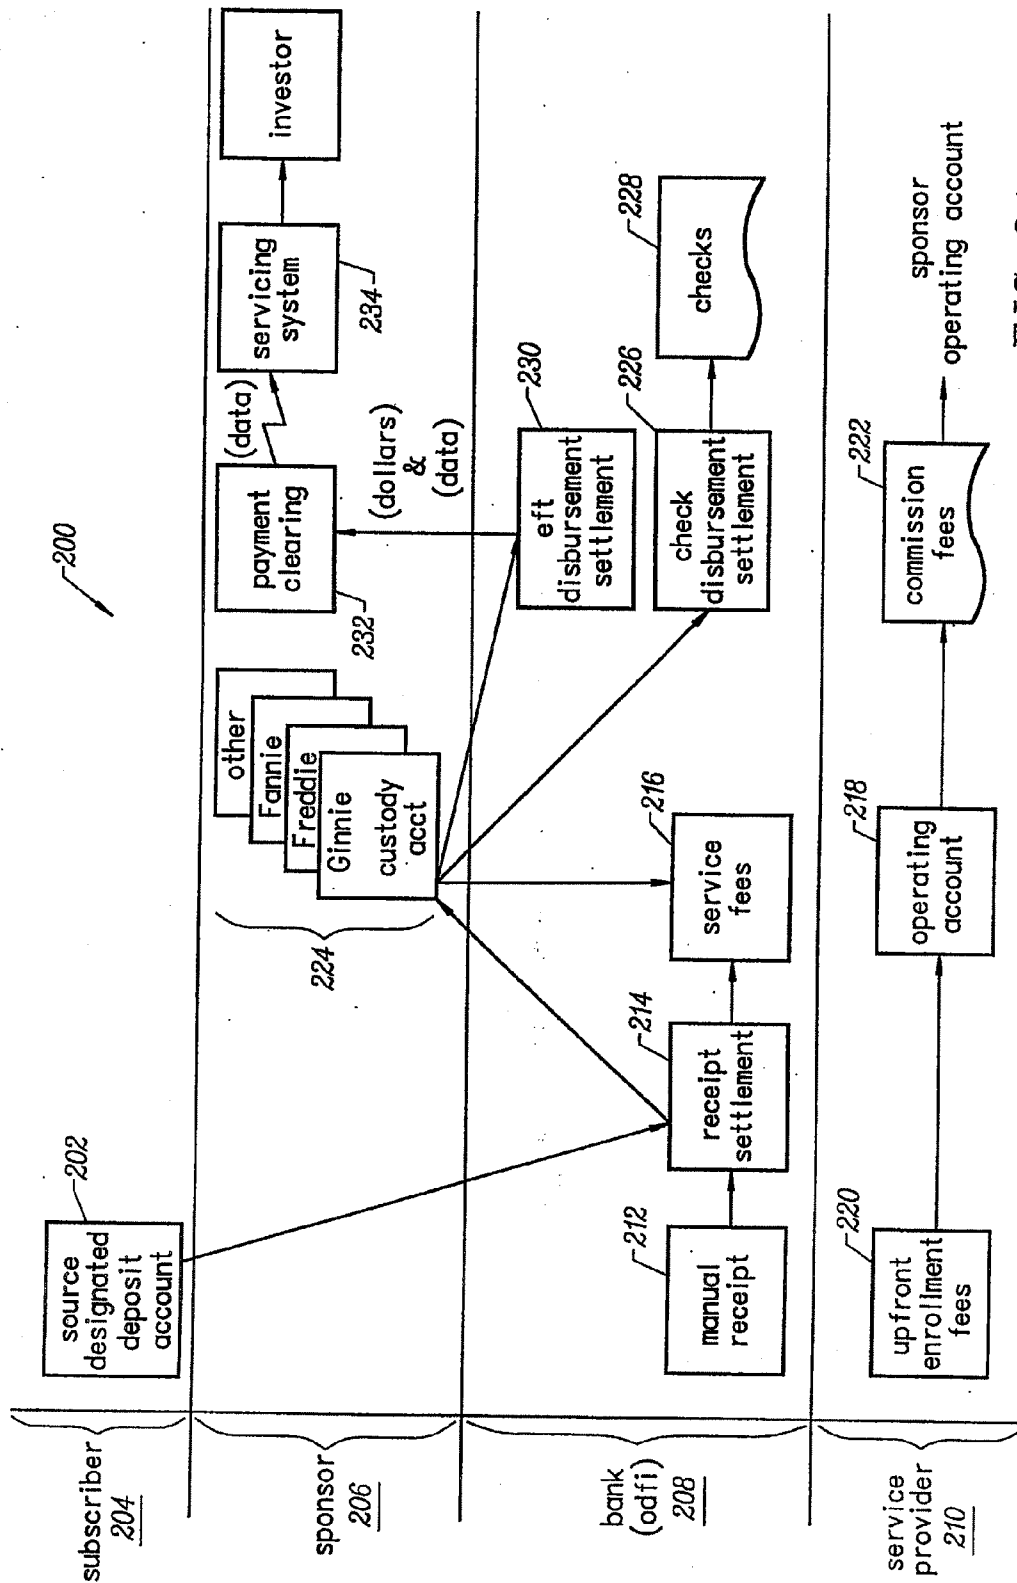 200
subscriber
204
source
designated
deposit
account
202
sponsor
206
224
other
Fannie
Freddie
Ginnie
custody
acct
payment
clearing
232
(data)
servicing
system
234
investor
(dollars)
&
(data)
bank
(odfi)
208
manual
receipt
212
receipt
settlement
214
service
fees
216
eft
disbursement
settlement
230
check
disbursement
settlement
226
checks
228
service
provider
210
upfront
enrollment
fees
220
operating
account
218
commission
fees
222
sponsor
operating account